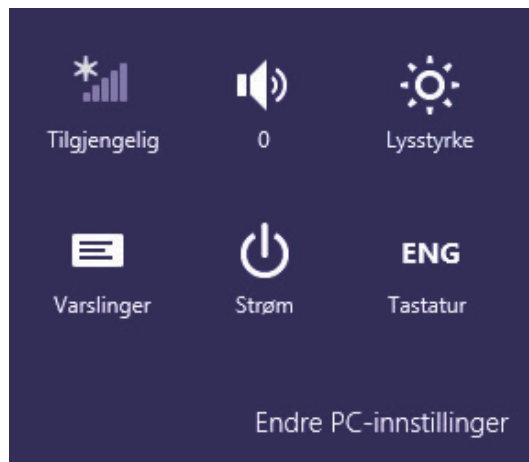 Tilgjengelig
0
Lysstyrke
Varslinger
Strøm
ENG
Tastatur
Endre PC-innstillinger